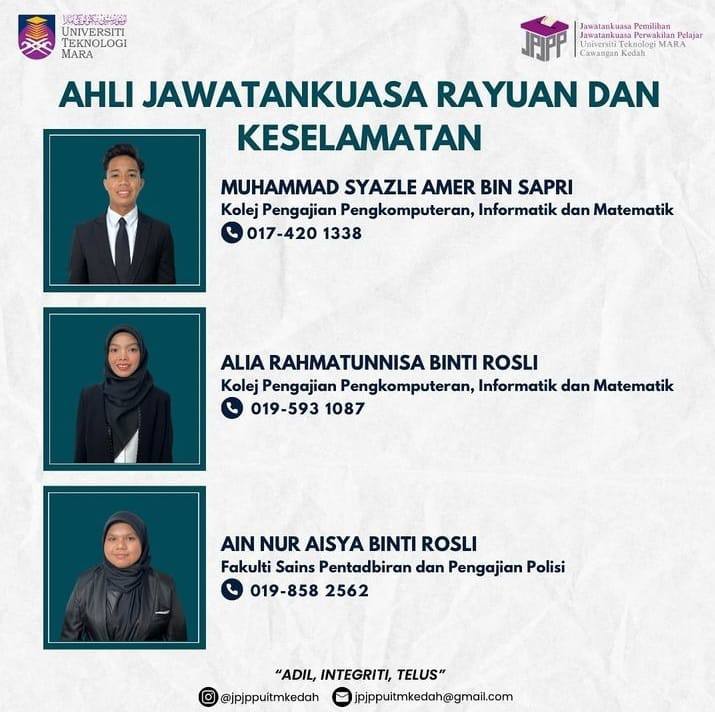 UNIVERSITI
TEKNOLOGI
MARA
JPJPP
Jawatankuasa Pemilihan
Jawatankuasa Perwakilan Pelajar
Universiti Teknologi MARA
Cawangan Kedah
AHLI JAWATANKUASA RAYUAN DAN
KESELAMATAN
MUHAMMAD SYAZLE AMER BIN SAPRI
Kolej Pengajian Pengkomputeran, Informatik dan Matematik
017-420 1338
ALIA RAHMATUNNISA BINTI ROSLI
Kolej Pengajian Pengkomputeran, Informatik dan Matematik
019-593 1087
AIN NUR AISYA BINTI ROSLI
Fakulti Sains Pentadbiran dan Pengajian Polisi
019-858 2562
“ADIL, INTEGRITI, TELUS”
@jpjppuitmkedah jpjppuitmkedah@gmail.com